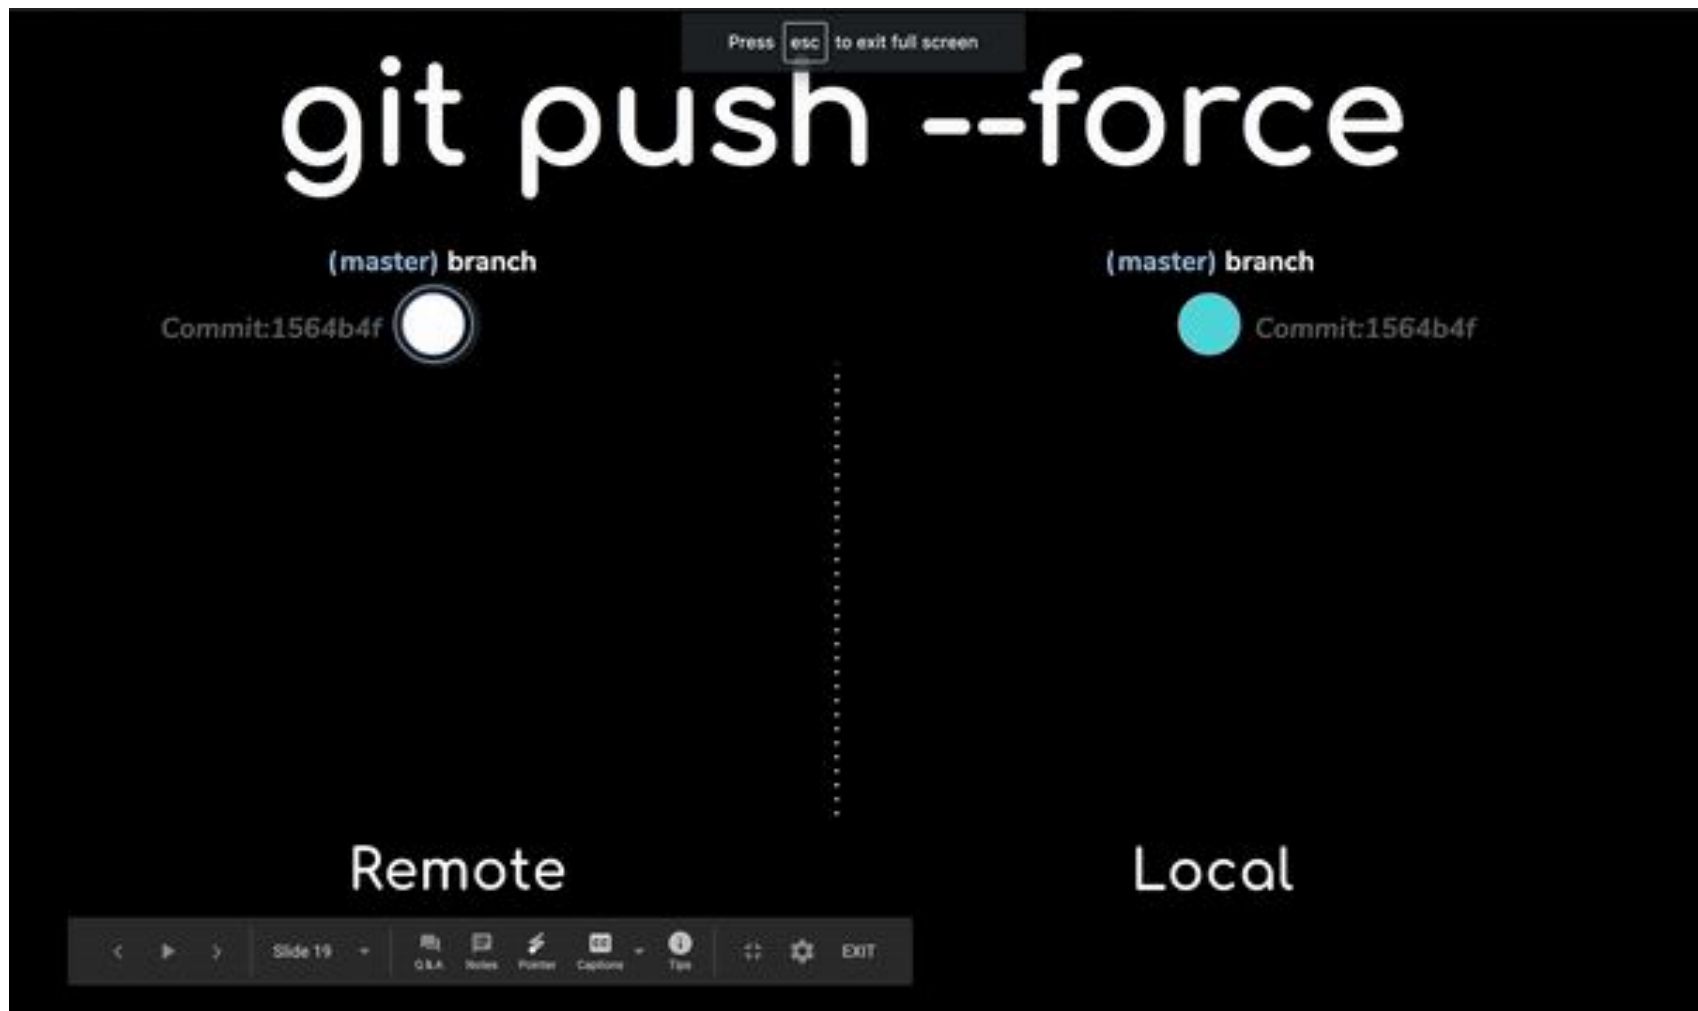 Press esc to exit full screen
git push --force
(master) branch
(master) branch
Commit:1564b4f
Commit:1564b4f
Remote
Local
Slide 19
Q&A
Notes
Pointer
Captions
Tips
EXIT